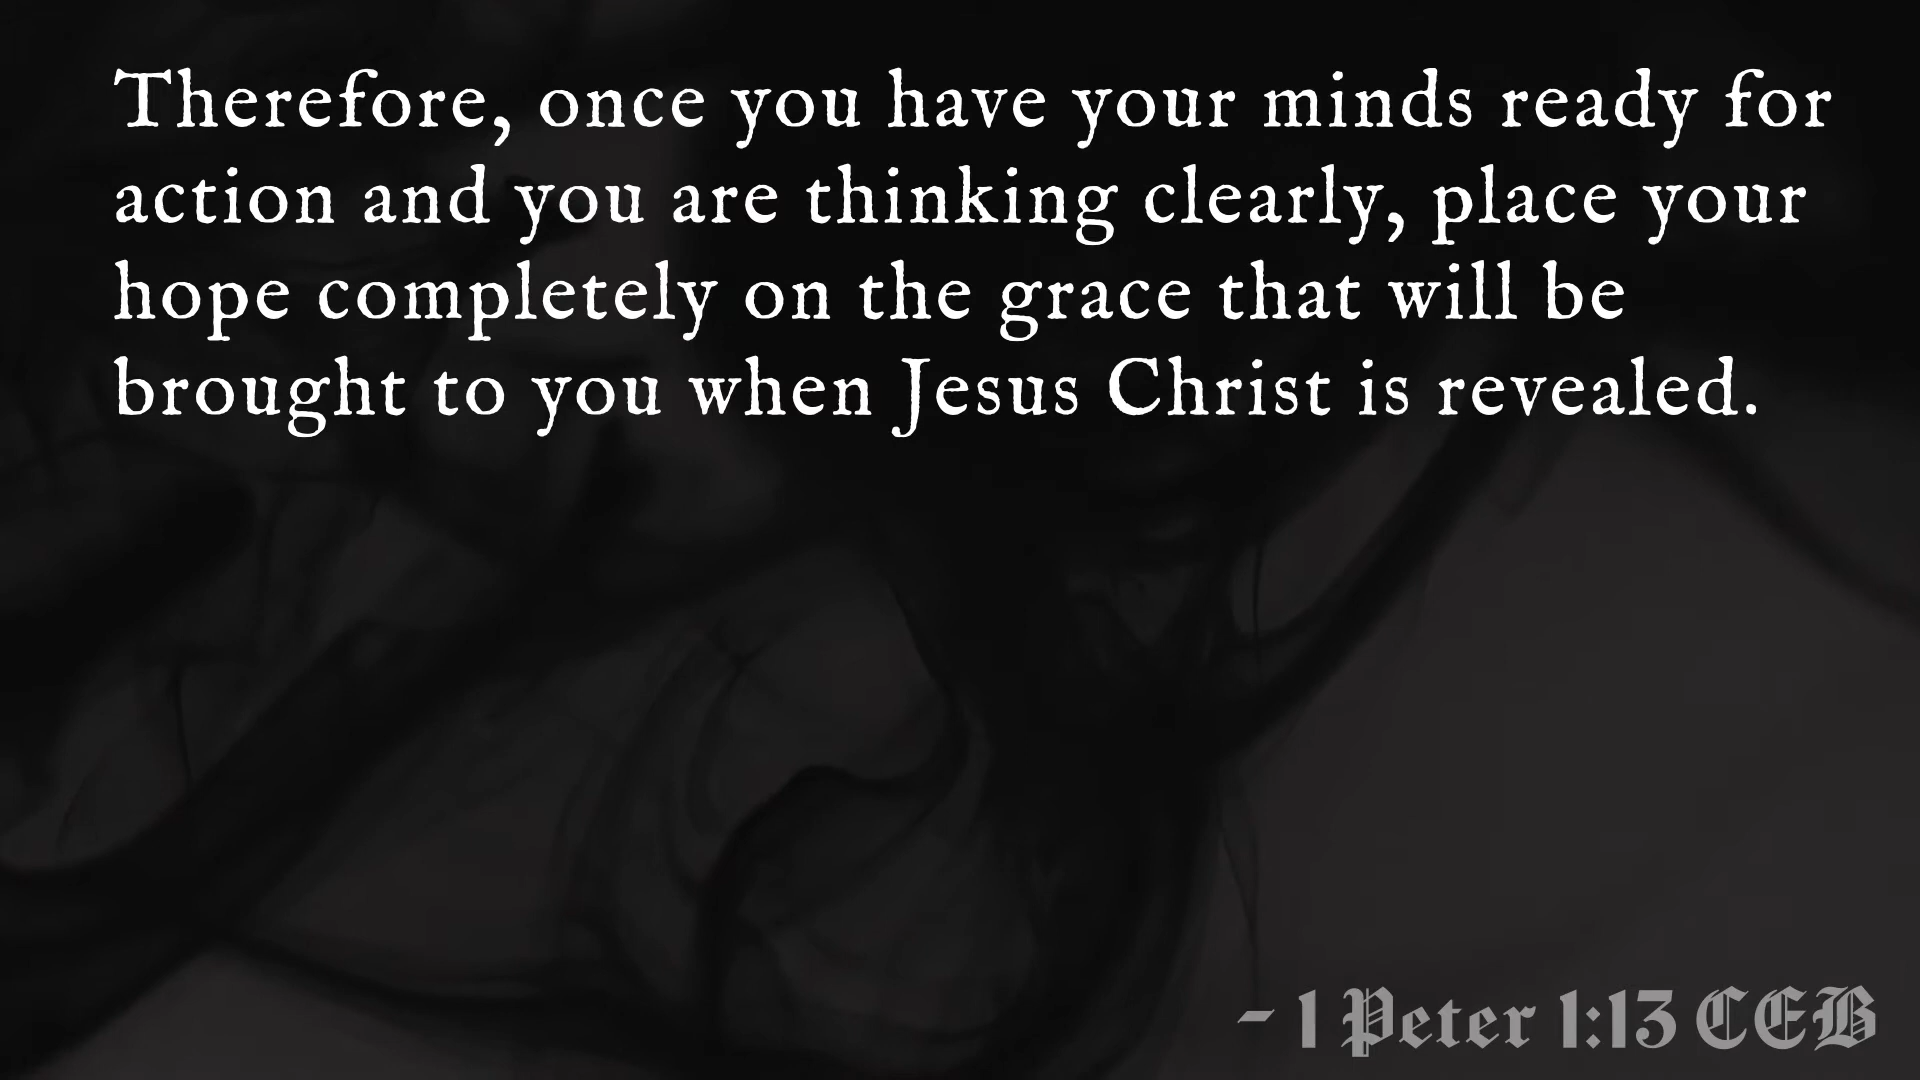 Therefore, once you have your minds ready for
action and you are thinking clearly, place your
hope completely on the grace that will be
brought to you when Jesus Christ is revealed.
- 1 Peter 1:13 CEB